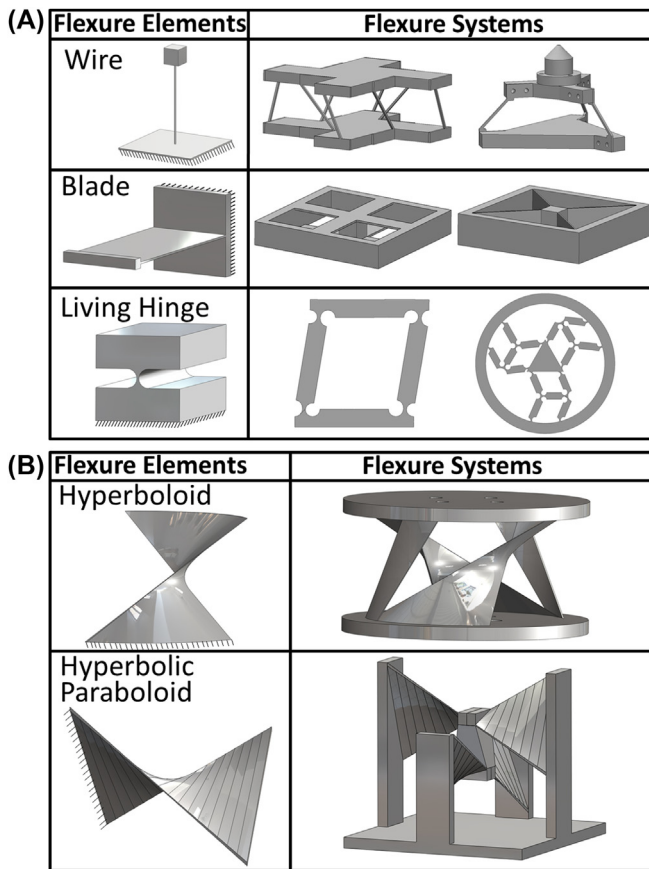 (A)
Flexure Elements
Flexure Systems
Wire
Blade
Living Hinge
(B)
Flexure Elements
Flexure Systems
Hyperboloid
Hyperbolic
Paraboloid